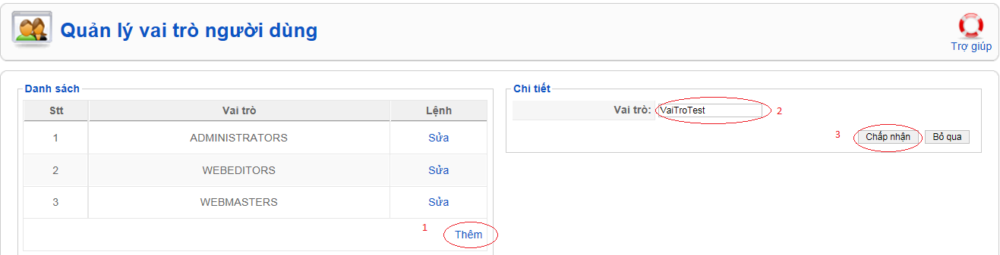 Quản lý vai trò người dùng
Trợ giúp
Danh sách
Stt Vai trò Lệnh
1 ADMINISTRATORS Sửa
2 WEBEDITORS Sửa
3 WEBMASTERS Sửa
1 Thêm
Chi tiết
Vai trò: VaiTroTest 2
3 Chấp nhận Bỏ qua